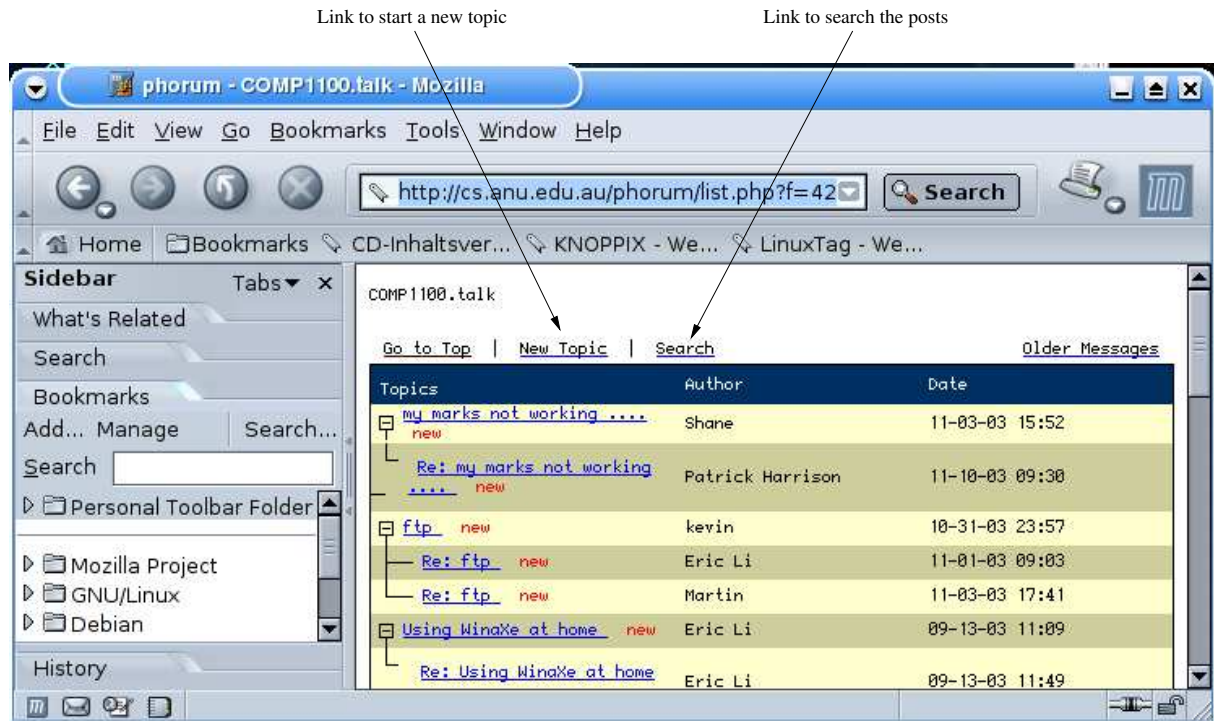 Link to start a new topic
Link to search the posts
phorum - COMP1100.talk - Mozilla
File Edit View Go Bookmarks Tools Window Help
http://cs.anu.edu.au/phorum/list.php?f=42
Search
Home Bookmarks CD-Inhaltsver... KNOPPIX - We... LinuxTag - We...
Sidebar Tabs
What's Related
Search
Bookmarks
Add... Manage Search...
Search
Personal Toolbar Folder
Mozilla Project
GNU/Linux
Debian
History
COMP1100.talk
Go to Top | New Topic | Search Older Messages
Topics Author Date
my marks not working .... Shane 11-03-03 15:52
new
Re: my marks not working Patrick Harrison 11-10-03 09:30
.... new
ftp new kevin 10-31-03 23:57
Re: ftp new Eric Li 11-01-03 09:03
Re: ftp new Martin 11-03-03 17:41
Using WinaXe at home new Eric Li 09-13-03 11:09
Re: Using WinaXe at home Eric Li 09-13-03 11:49